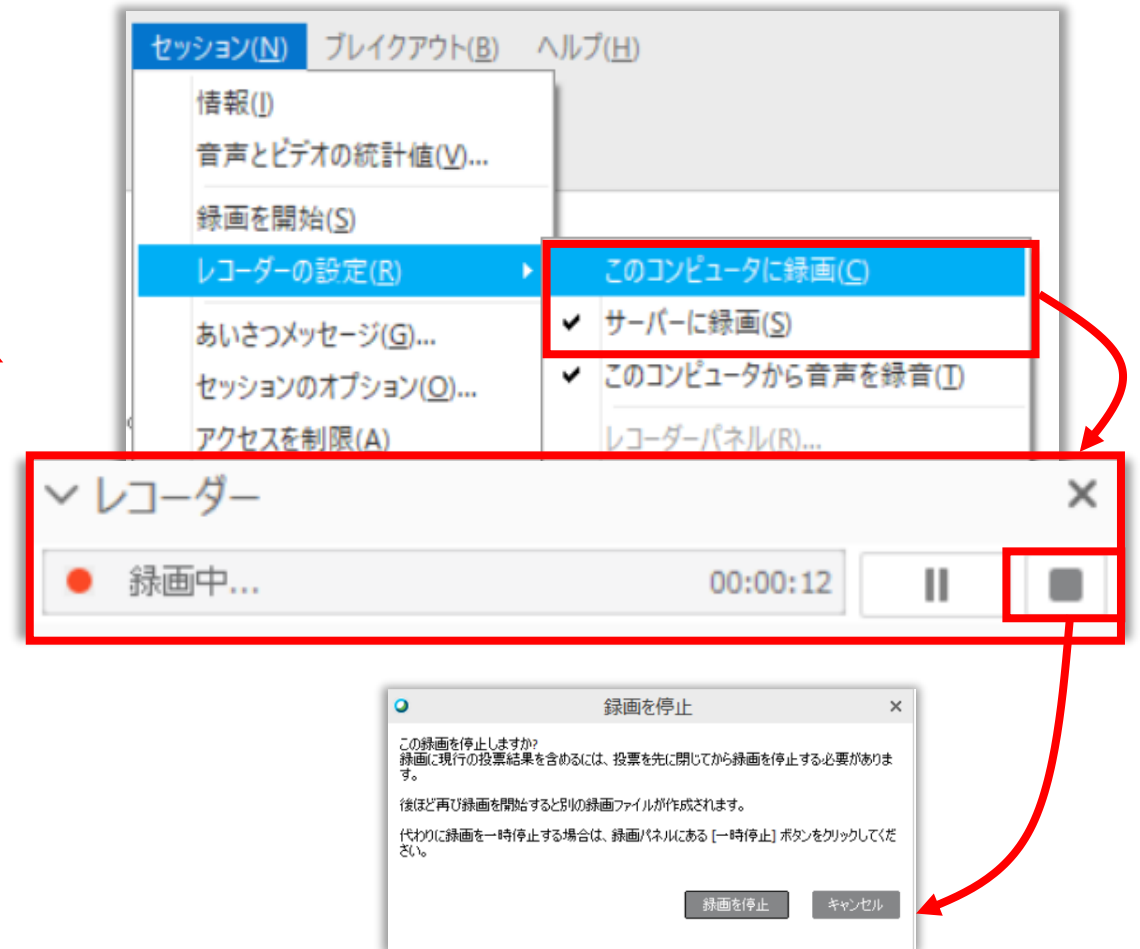 セッション(N) ブレイクアウト(B) ヘルプ(H)
情報(I)
音声とビデオの統計値(V)...
録画を開始(S)
レコーダーの設定(R)
このコンピュータに録画(C)
サーバーに録画(S)
このコンピュータから音声を録音(T)
レコーダーパネル(R)...
あいさつメッセージ(G)...
セッションのオプション(O)...
アクセスを制限(A)
レコーダー
録画中... 00:00:12
録画を停止
この録画を停止しますか?
録画に現行の投票結果を含めるには、投票を先に閉じてから録画を停止する必要がありま
す。
後ほど再び録画を開始すると別の録画ファイルが作成されます。
代わりに録画を一時停止する場合は、録画パネルにある [一時停止] ボタンをクリックしてくだ
さい。
録画を停止 キャンセル